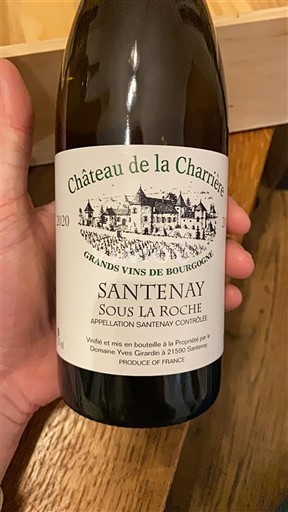 Château de la Charrière
2020
GRANDS VINS DE BOURGOGNE
SANTENAY
SOUS LA ROCHE
APPELLATION SANTENAY CONTRÔLÉE
Vinifié et mis en bouteille à la Propriété par le
Domaine Yves Girardin à 21590 Santenay
PRODUCE OF FRANCE